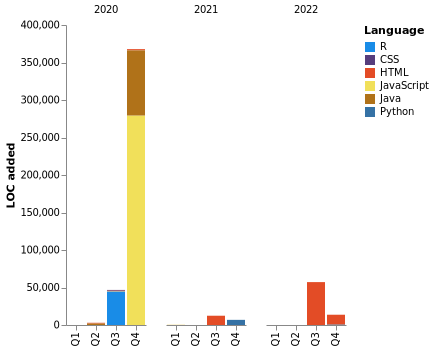 2020 2021 2022
400,000
350,000
300,000
250,000
200,000
150,000
100,000
50,000
0
LOC added
Q1 Q2 Q3 Q4 Q1 Q2 Q3 Q4 Q1 Q2 Q3 Q4
Language
R
CSS
HTML
JavaScript
Java
Python